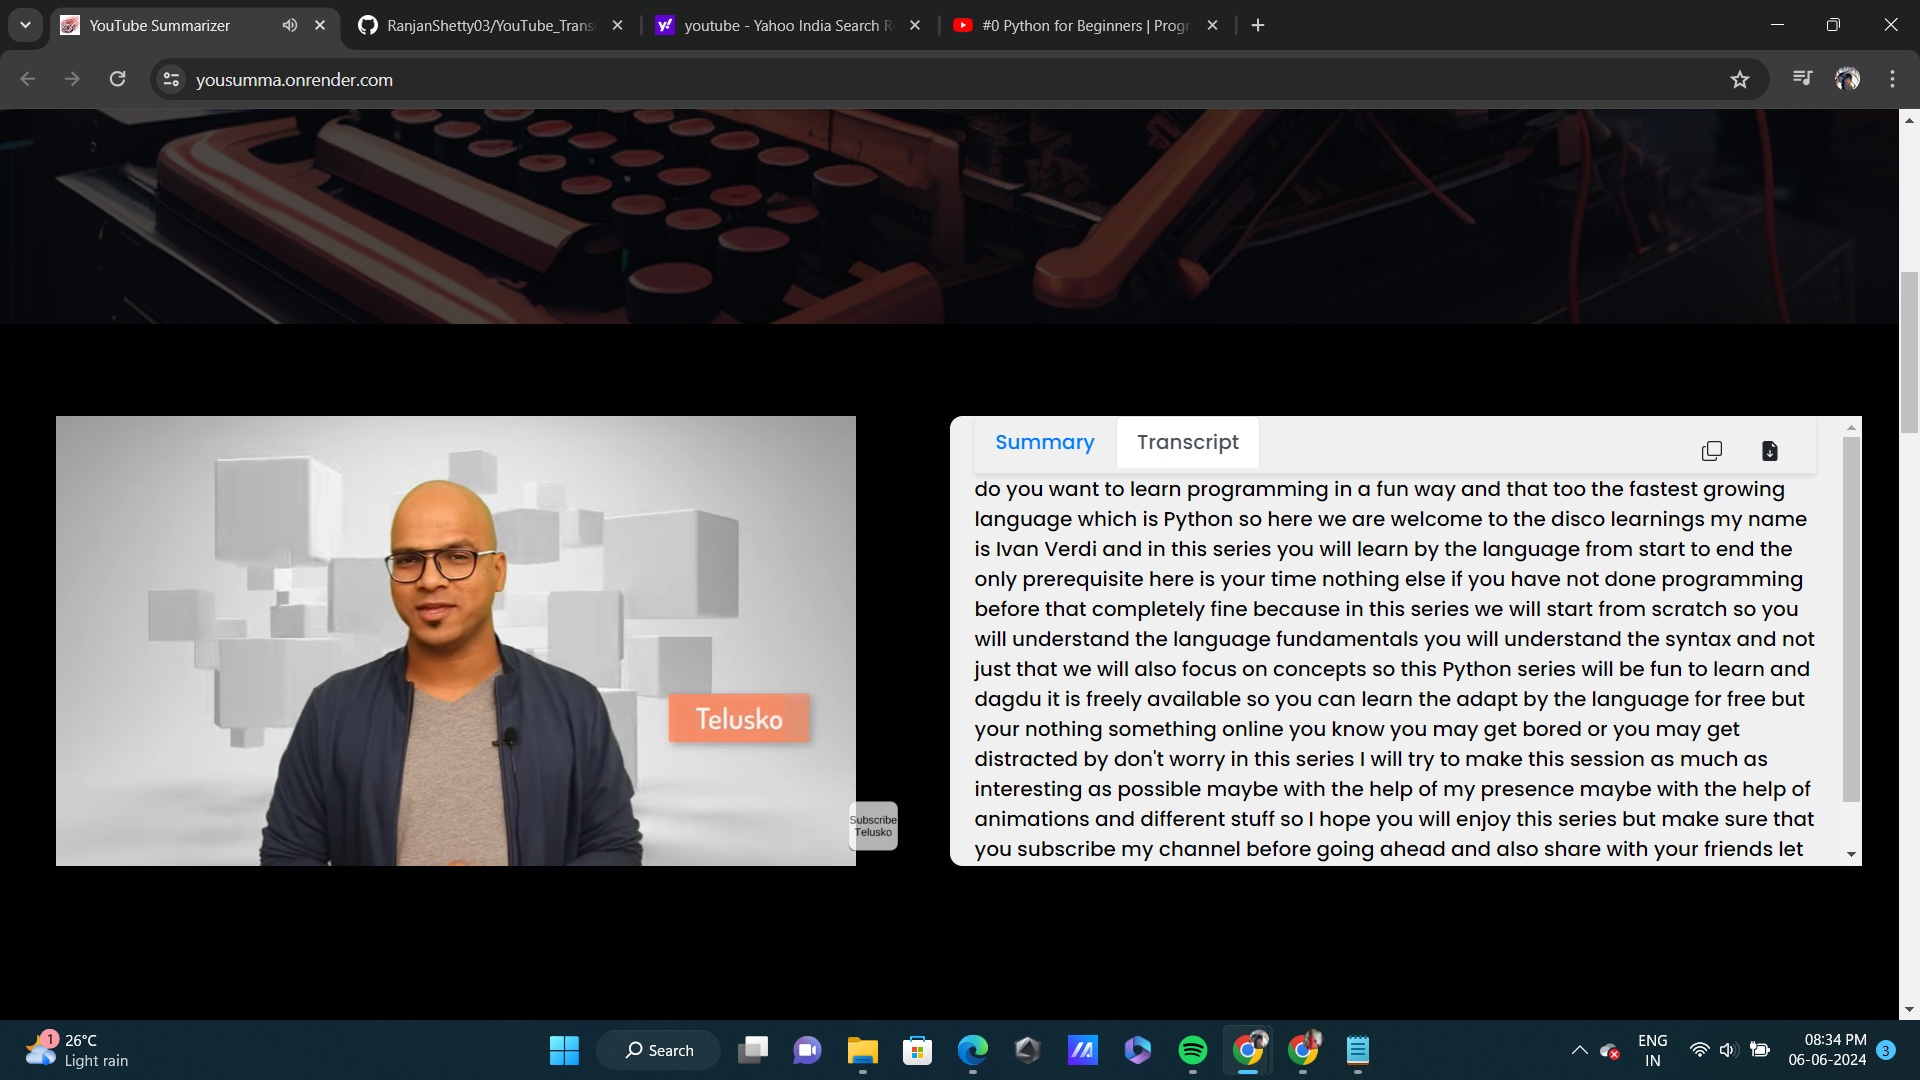 YouTube Summarizer
RanjanShetty03/YouTube_Trans
youtube - Yahoo India Search R
#0 Python for Beginners | Progr
yousumma.onrender.com
Telusko
Subscribe
Telusko
Summary
Transcript
do you want to learn programming in a fun way and that too the fastest growing
language which is Python so here we are welcome to the disco learnings my name
is Ivan Verdi and in this series you will learn by the language from start to end the
only prerequisite here is your time nothing else if you have not done programming
before that completely fine because in this series we will start from scratch so you
will understand the language fundamentals you will understand the syntax and not
just that we will also focus on concepts so this Python series will be fun to learn and
dagdu it is freely available so you can learn the adapt by the language for free but
your nothing something online you know you may get bored or you may get
distracted by don't worry in this series I will try to make this session as much as
interesting as possible maybe with the help of my presence maybe with the help of
animations and different stuff so I hope you will enjoy this series but make sure that
you subscribe my channel before going ahead and also share with your friends let
1
26°C
Light rain
Search
ENG
IN
08:34 PM
06-06-2024
3